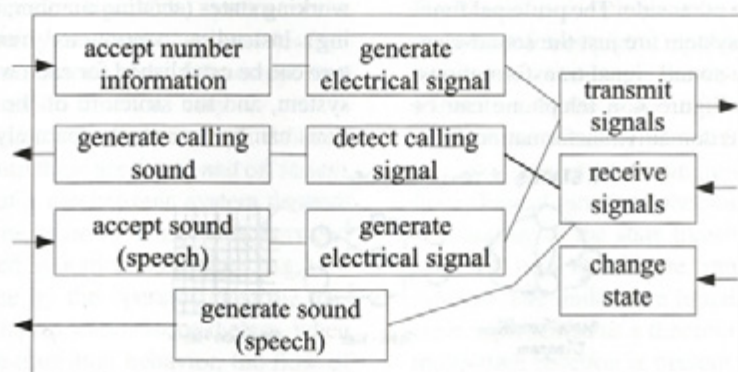 accept number
information
generate
electrical signal
transmit
signals
generate calling
sound
detect calling
signal
receive
signals
accept sound
(speech)
generate
electrical signal
change
state
generate sound
(speech)